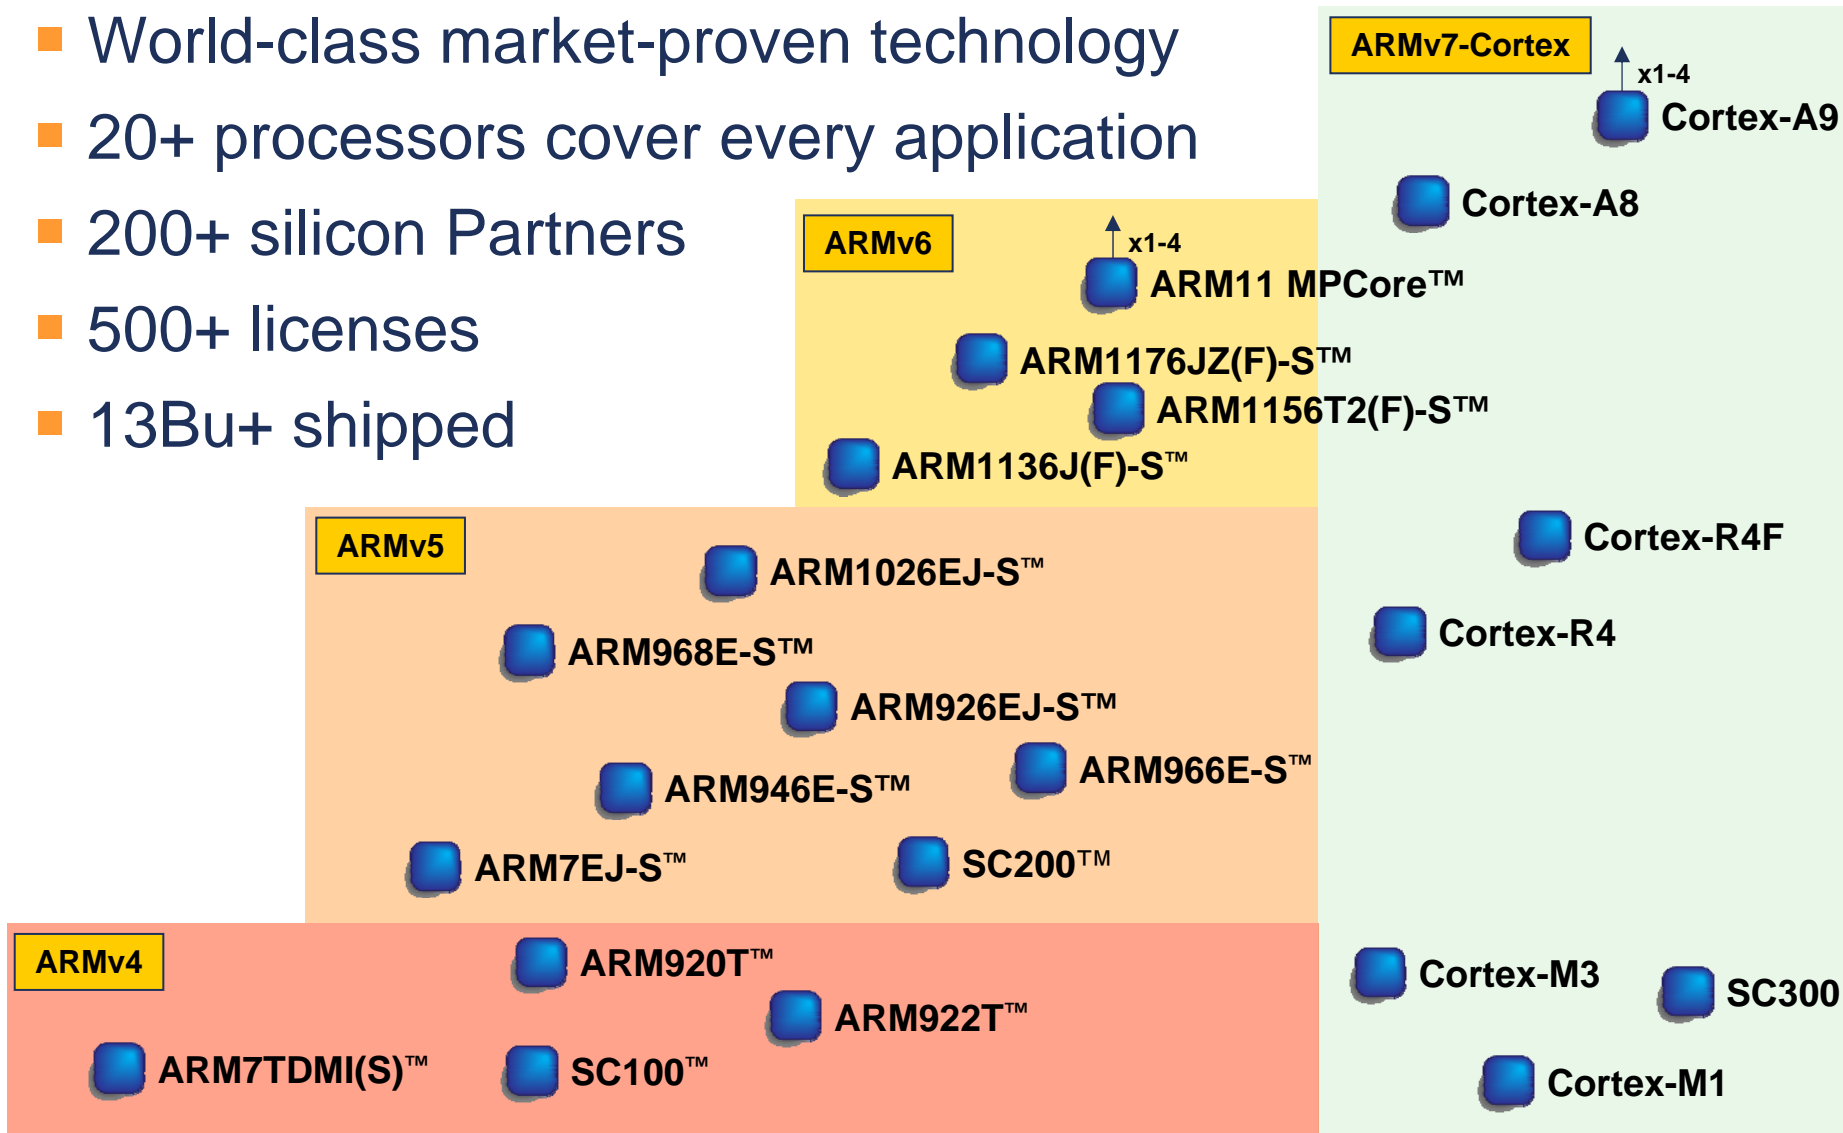 World-class market-proven technology
20+ processors cover every application
200+ silicon Partners
500+ licenses
13Bu+ shipped
ARMv7-Cortex
x1-4
Cortex-A9
Cortex-A8
ARMv6
x1-4
ARM11 MPCore™
ARM1176JZ(F)-S™
ARM1156T2(F)-S™
ARM1136J(F)-S™
Cortex-R4F
Cortex-R4
ARMv5
ARM1026EJ-S™
ARM968E-S™
ARM926EJ-S™
ARM966E-S™
ARM946E-S™
ARM7EJ-S™
SC200™
ARMv4
ARM920T™
ARM922T™
ARM7TDMI(S)™
SC100™
Cortex-M3
SC300
Cortex-M1